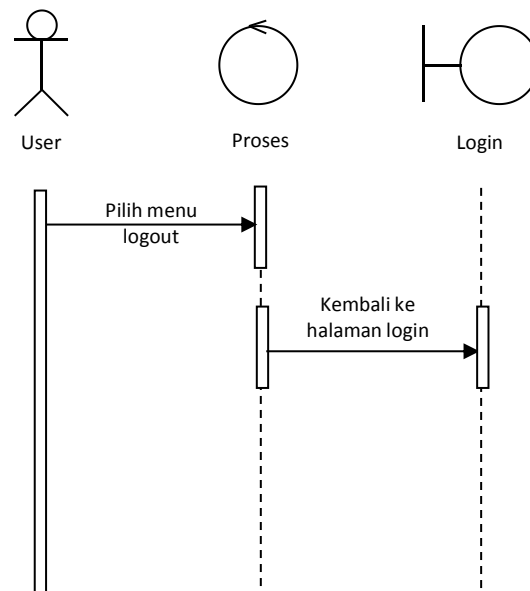 User
Proses
Login
Pilih menu
logout
Kembali ke
halaman login